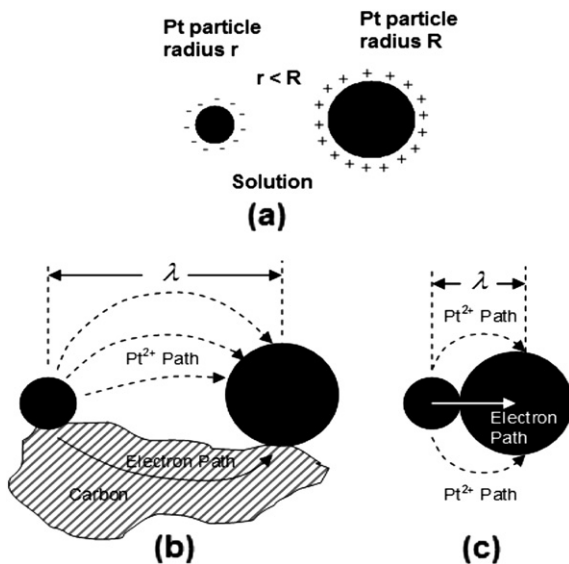 Pt particle
radius r
Pt particle
radius R
r < R
- - - - - - - - - -
+ + + + + + + + + + + + + + + + +
Solution
(a)
λ
Pt2+ Path
Electron Path
Carbon
(b)
λ
Pt2+ Path
Electron
Path
Pt2+ Path
(c)